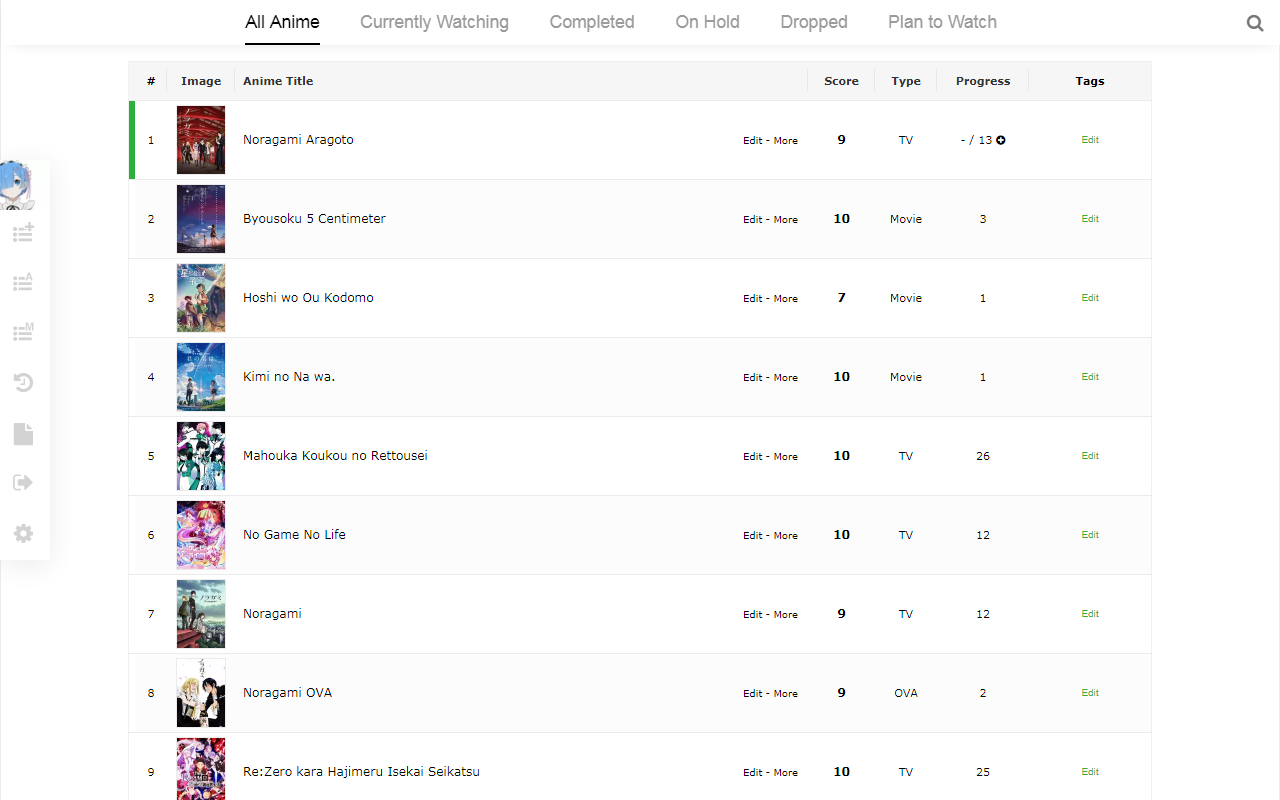 All Anime Currently Watching Completed On Hold Dropped Plan to Watch
# Image Anime Title Score Type Progress Tags
1 Noragami Aragoto Edit - More 9 TV - / 13 Edit
2 Byousoku 5 Centimeter Edit - More 10 Movie 3 Edit
3 Hoshi wo Ou Kodomo Edit - More 7 Movie 1 Edit
4 Kimi no Na wa. Edit - More 10 Movie 1 Edit
5 Mahouka Koukou no Rettousei Edit - More 10 TV 26 Edit
6 No Game No Life Edit - More 10 TV 12 Edit
7 Noragami Edit - More 9 TV 12 Edit
8 Noragami OVA Edit - More 9 OVA 2 Edit
9 Re:Zero kara Hajimeru Isekai Seikatsu Edit - More 10 TV 25 Edit
A
M